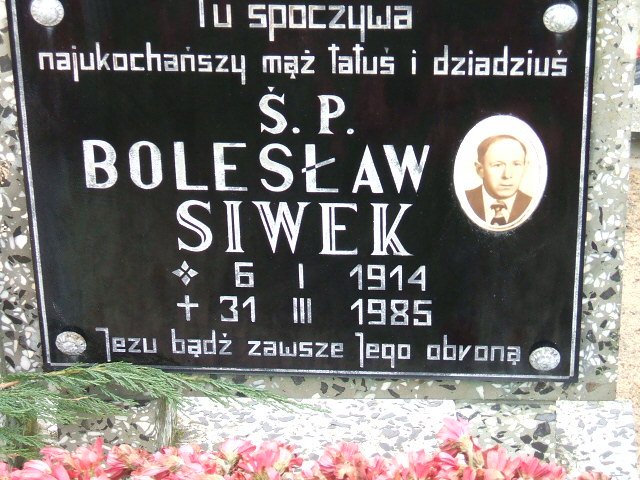 Tu spoczywa
najukochańszy mąż tatuś i dziadziuś
Ś. P.
BOLESŁAW
SIWEK
6 I 1914
+ 31 III 1985
Jezu bądź zawsze Jego obroną